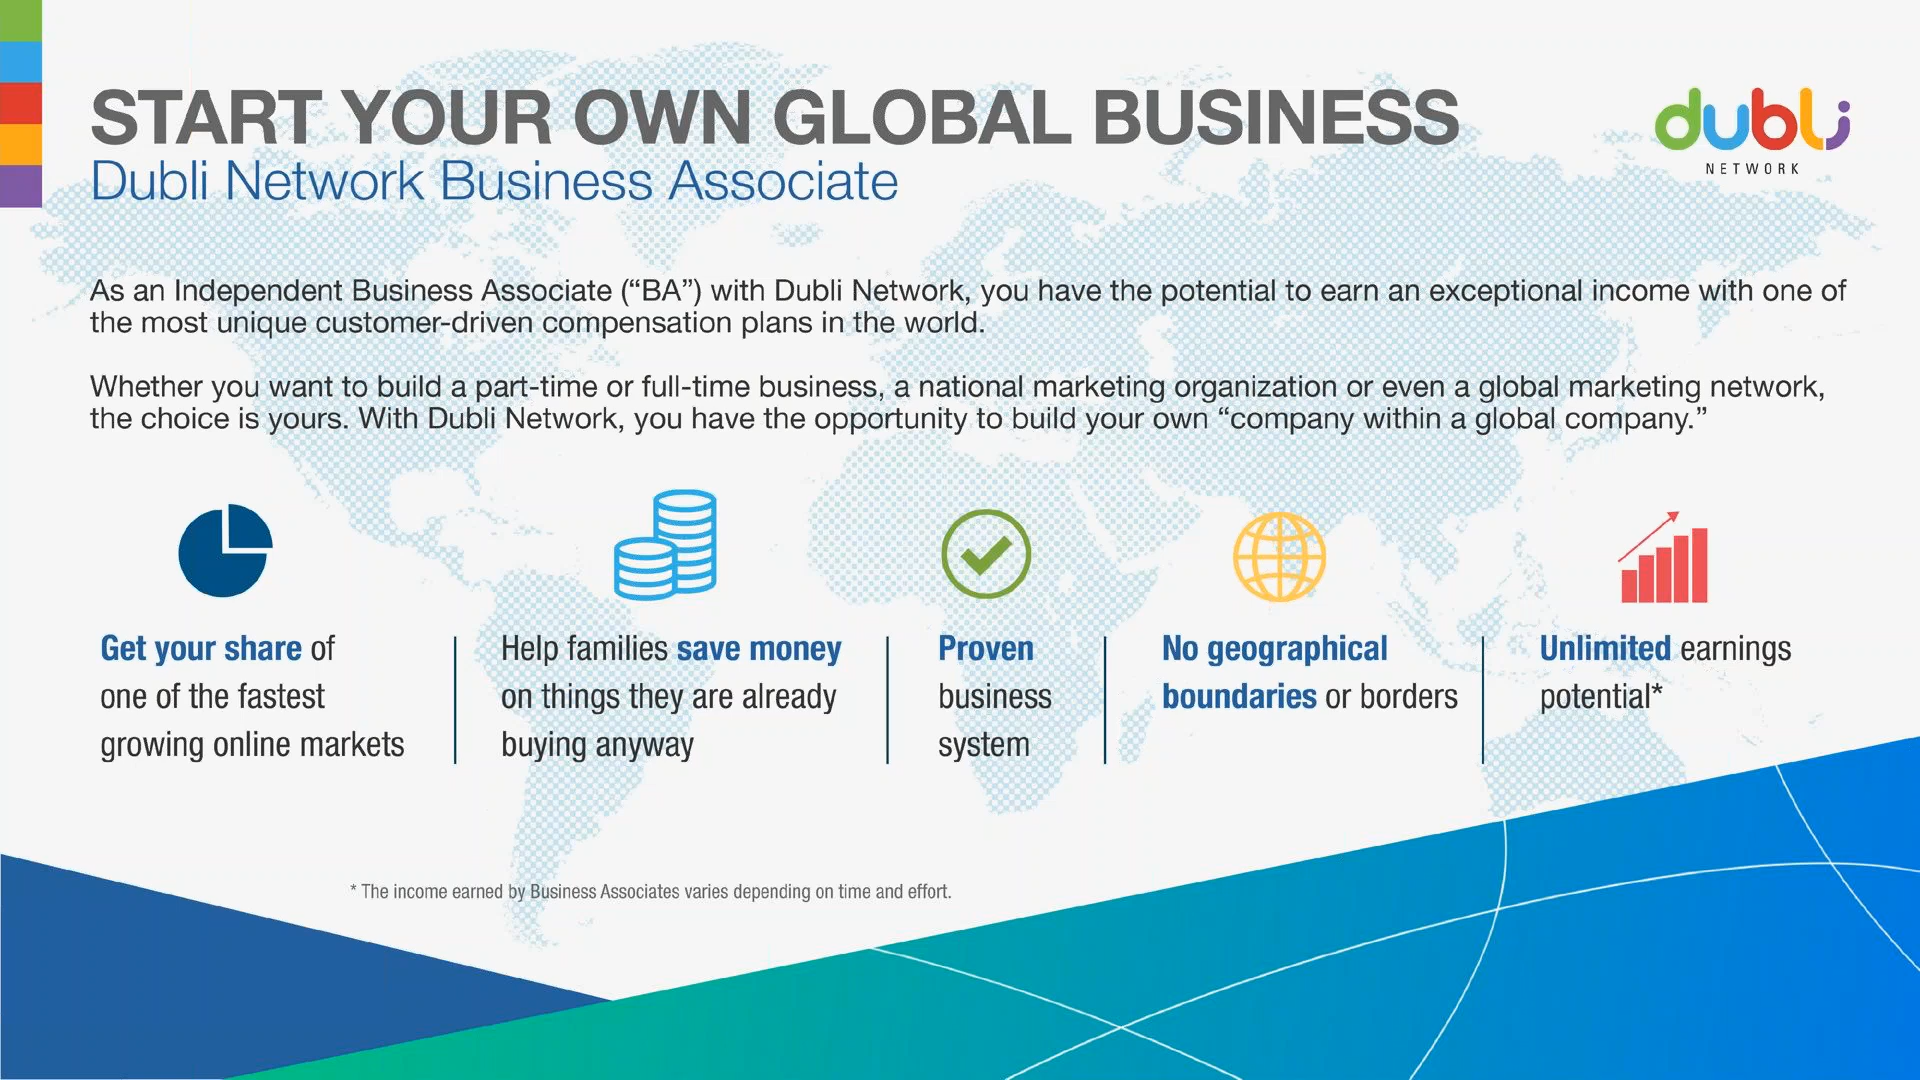 START YOUR OWN GLOBAL BUSINESS
Dubli Network Business Associate
dubli
NETWORK
As an Independent Business Associate (“BA”) with Dubli Network, you have the potential to earn an exceptional income with one of
the most unique customer-driven compensation plans in the world.
Whether you want to build a part-time or full-time business, a national marketing organization or even a global marketing network,
the choice is yours. With Dubli Network, you have the opportunity to build your own “company within a global company.”
Get your share of
one of the fastest
growing online markets
Help families save money
on things they are already
buying anyway
Proven
business
system
No geographical
boundaries or borders
Unlimited earnings
potential*
* The income earned by Business Associates varies depending on time and effort.